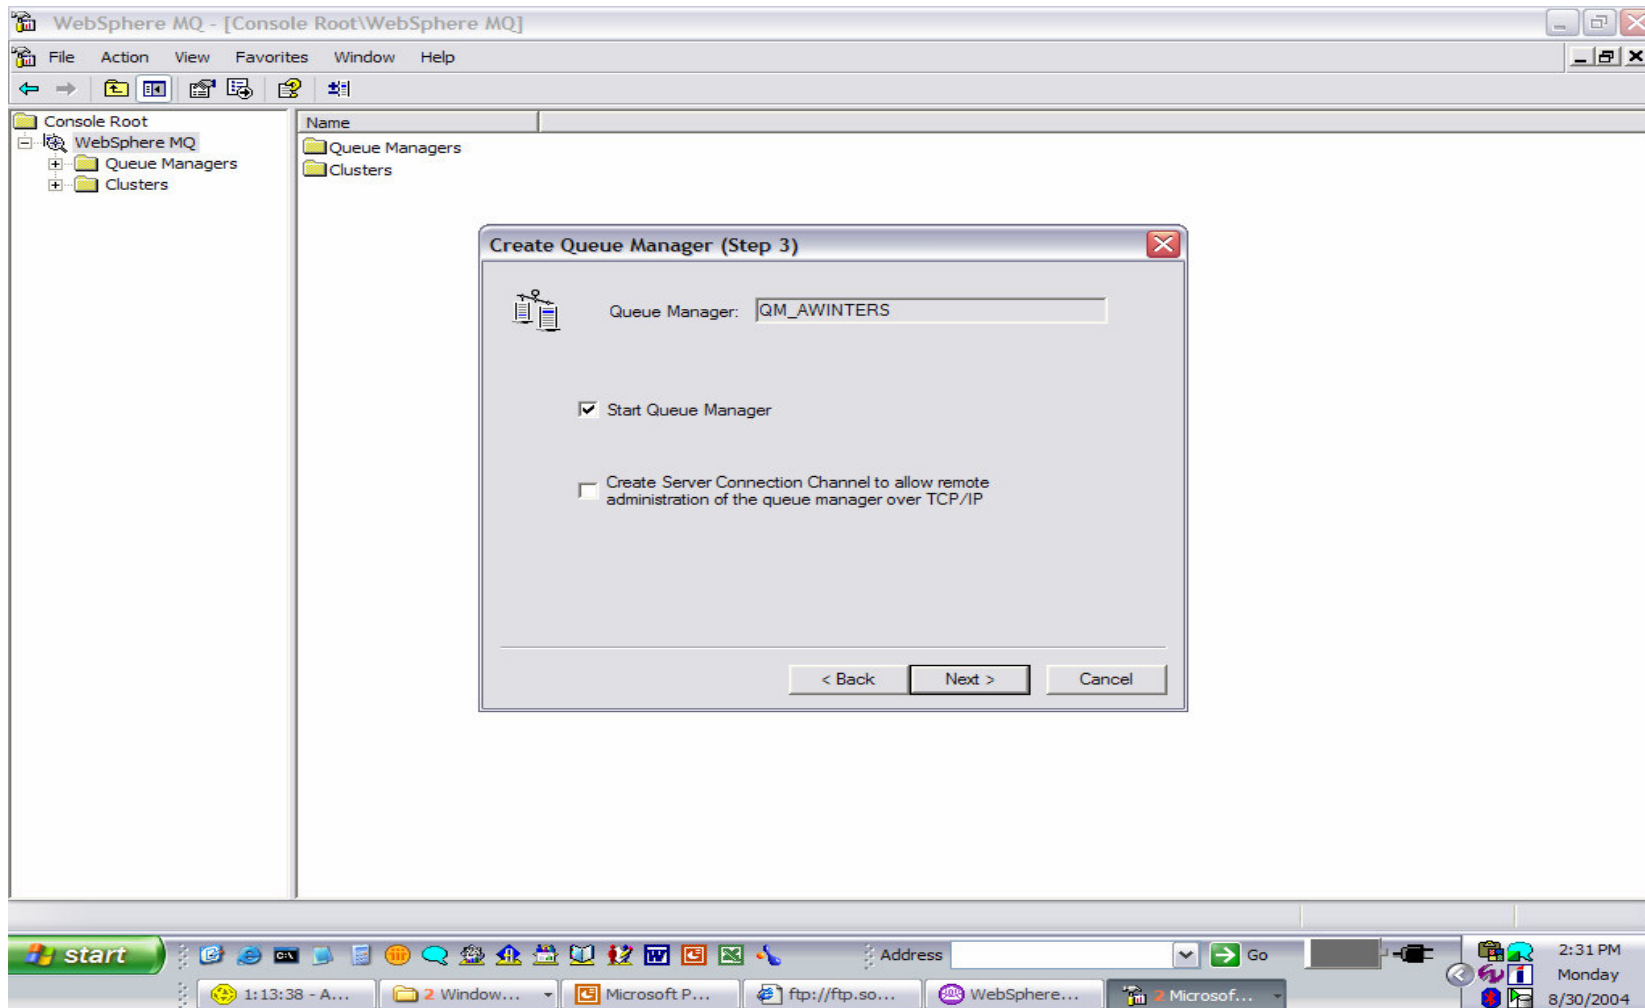 WebSphere MQ - [Console Root\WebSphere MQ]
File Action View Favorites Window Help
Console Root
WebSphere MQ
Queue Managers
Clusters
Name
Queue Managers
Clusters
Create Queue Manager (Step 3)
Queue Manager: QM_AWINTERS
Start Queue Manager
Create Server Connection Channel to allow remote
administration of the queue manager over TCP/IP
< Back Next > Cancel
start Address Go 2:31 PM
Monday
8/30/2004
1:13:38 - A... 2 Window... Microsoft P... ftp://ftp.so... WebSphere... 2 Microsof...